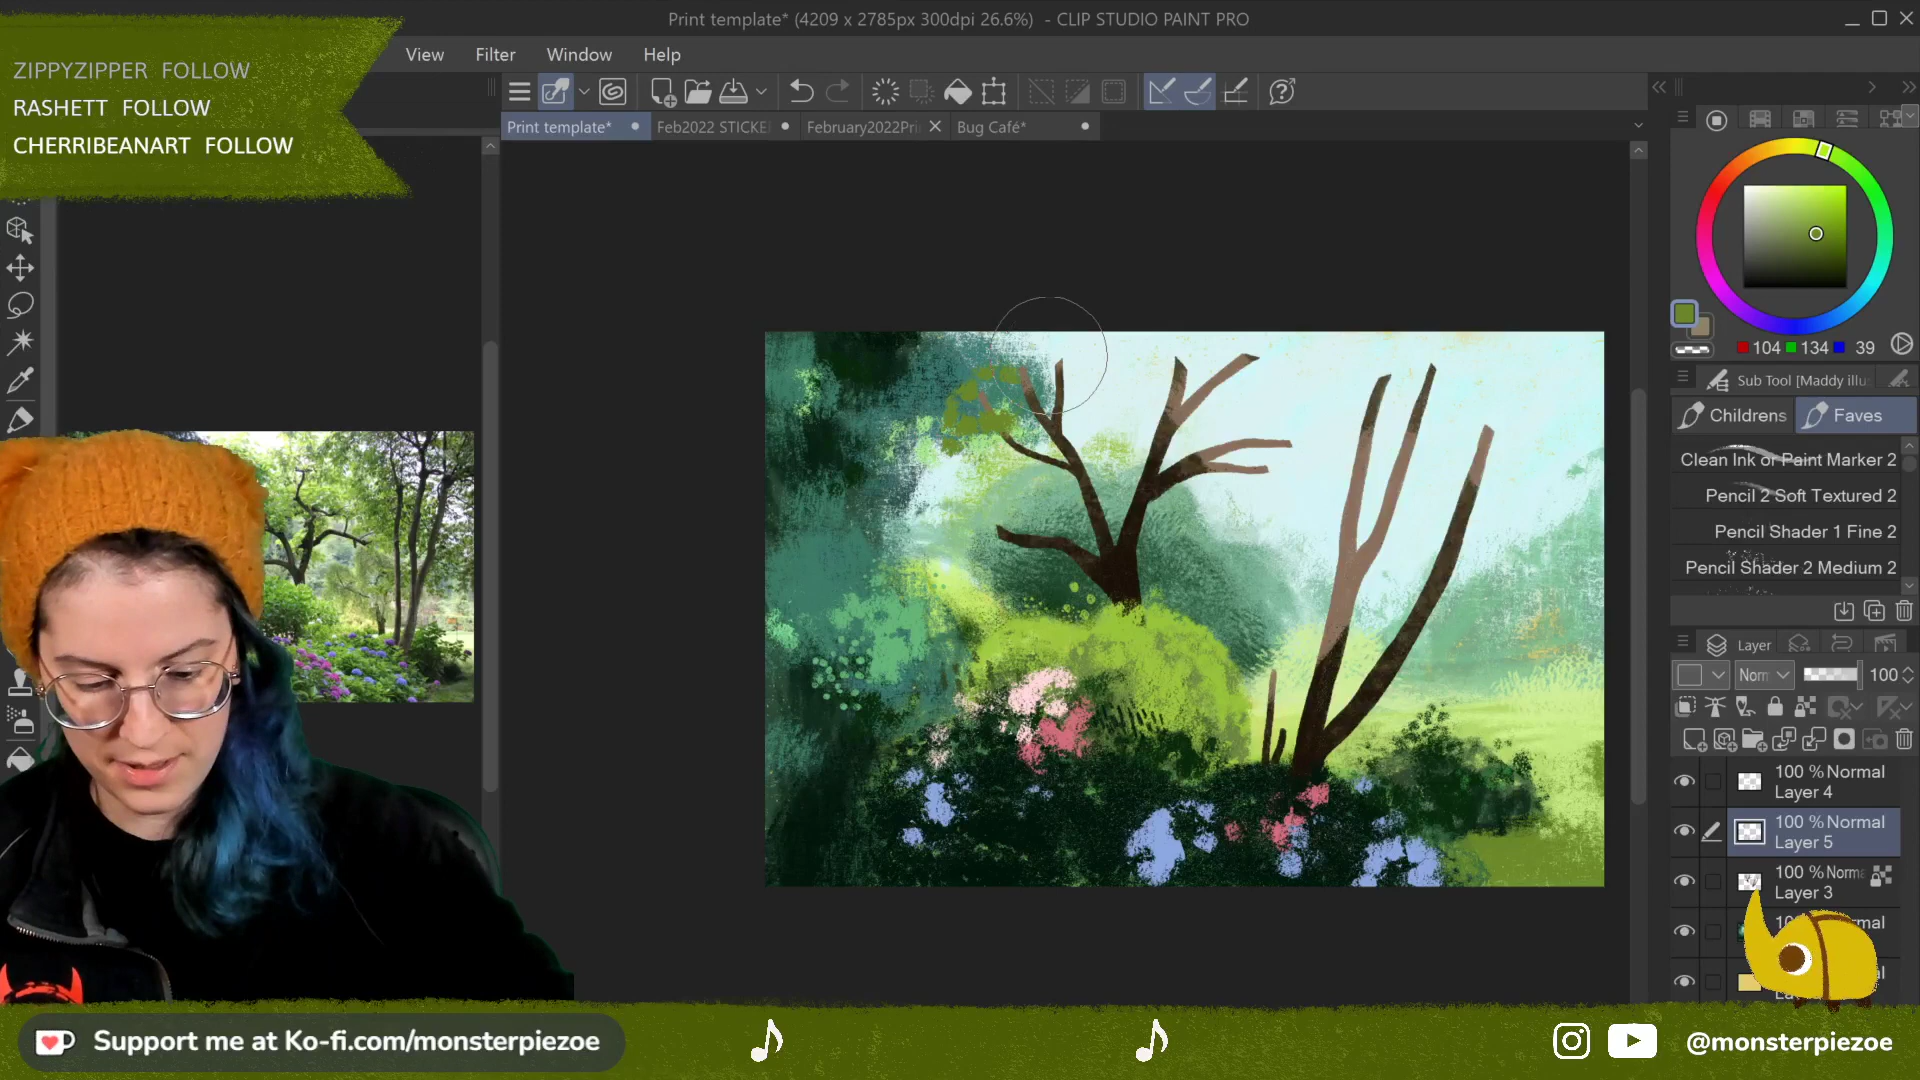 Print template* (4209 x 2785px 300dpi 26.6%) - CLIP STUDIO PAINT PRO
ZIPPYZIPPER FOLLOW
RASHETT FOLLOW
CHERRIBEANART FOLLOW
View Filter Window Help
Print template* Feb2022 STICKE February2022Pri Bug Café*
104 134 39
Sub Tool [Maddy illu
Childrens Faves
Clean Ink or Paint Marker 2
Pencil 2 Soft Textured 2
Pencil Shader 1 Fine 2
Pencil Shader 2 Medium 2
Layer
Norm 100
100 % Normal
Layer 4
100 % Normal
Layer 5
100 % Norma
Layer 3
Support me at Ko-fi.com/monsterpiezoe
@monsterpiezoe